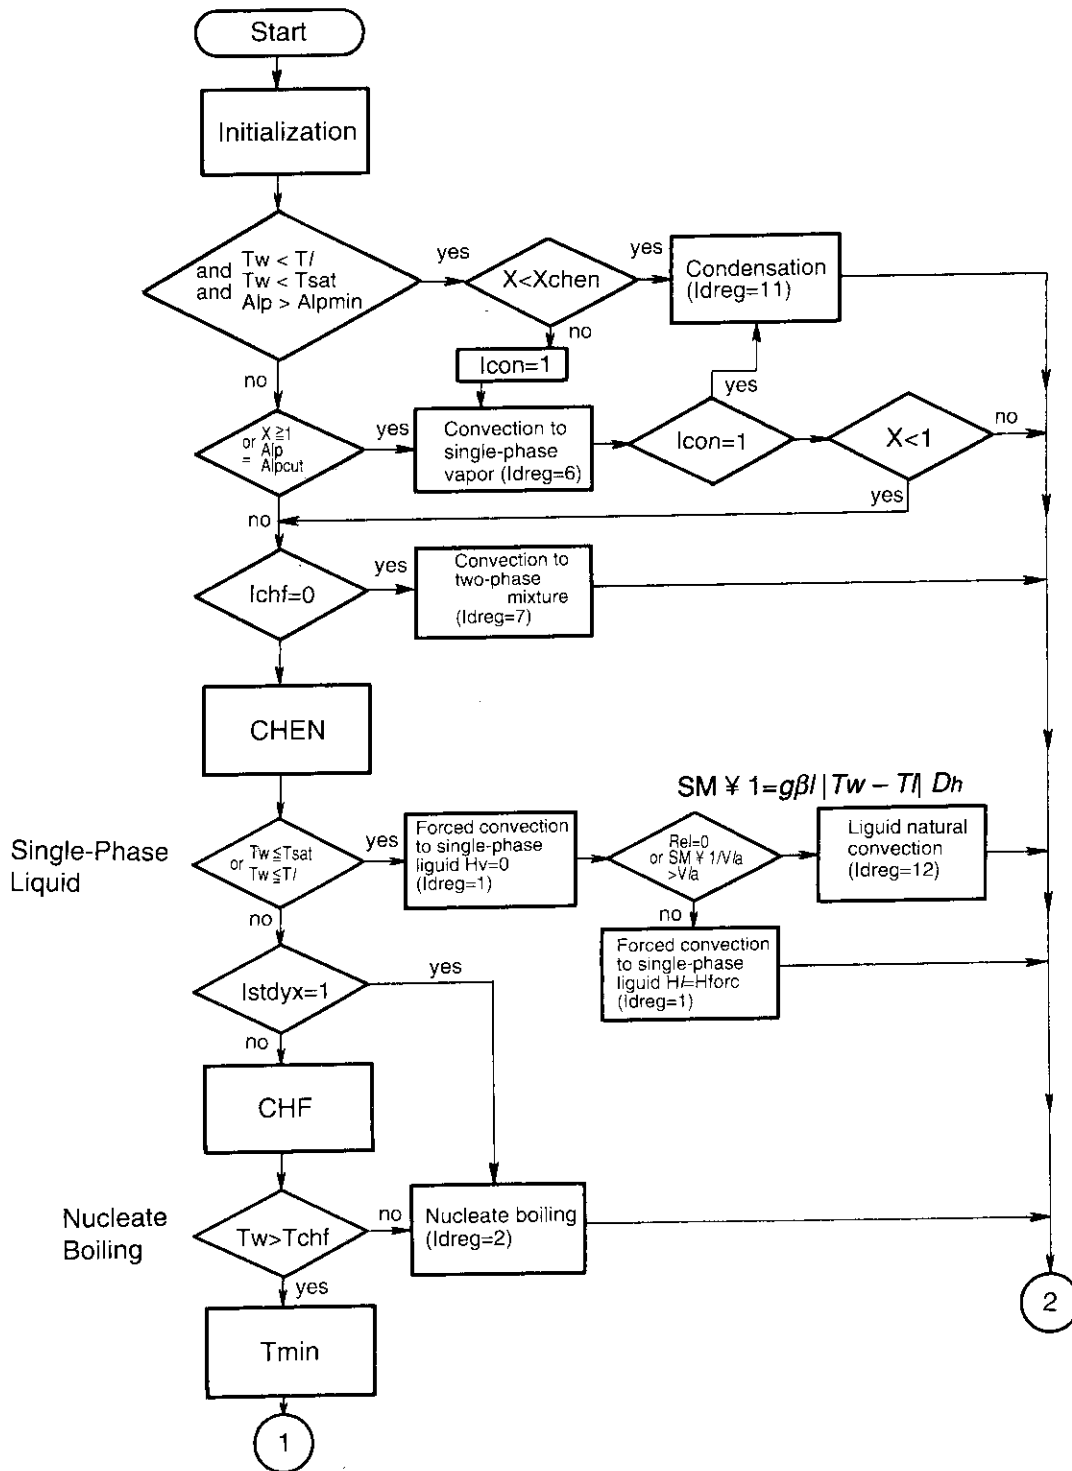 Start
Initialization
Tw < Tl
and Tw < Tsat
and Alp > Alpmin
yes
X<Xchen
yes
Condensation
(Idreg=11)
no
Icon=1
no
yes
or X≧1
Alp
= Alpcut
yes
Convection to
single-phase
vapor (Idreg=6)
Icon=1
X<1
no
yes
no
Ichf=0
yes
Convection to
two-phase
mixture
(Idreg=7)
CHEN
SM ¥ 1=gβl |Tw – Tl| Dh
Single-Phase
Liquid
Tw≦Tsat
or Tw≦Tl
yes
Forced convection
to single-phase
liguid Hv=0
(Idreg=1)
Rel=0
or SM ¥ 1/Vla
>Vla
Liguid natural
convection
(Idreg=12)
no
no
Forced convection
to single-phase
liguid Hl=Hforc
(Idreg=1)
Istdyx=1
yes
no
CHF
Nucleate
Boiling
Tw>Tchf
no
Nucleate boiling
(Idreg=2)
yes
Tmin
2
1